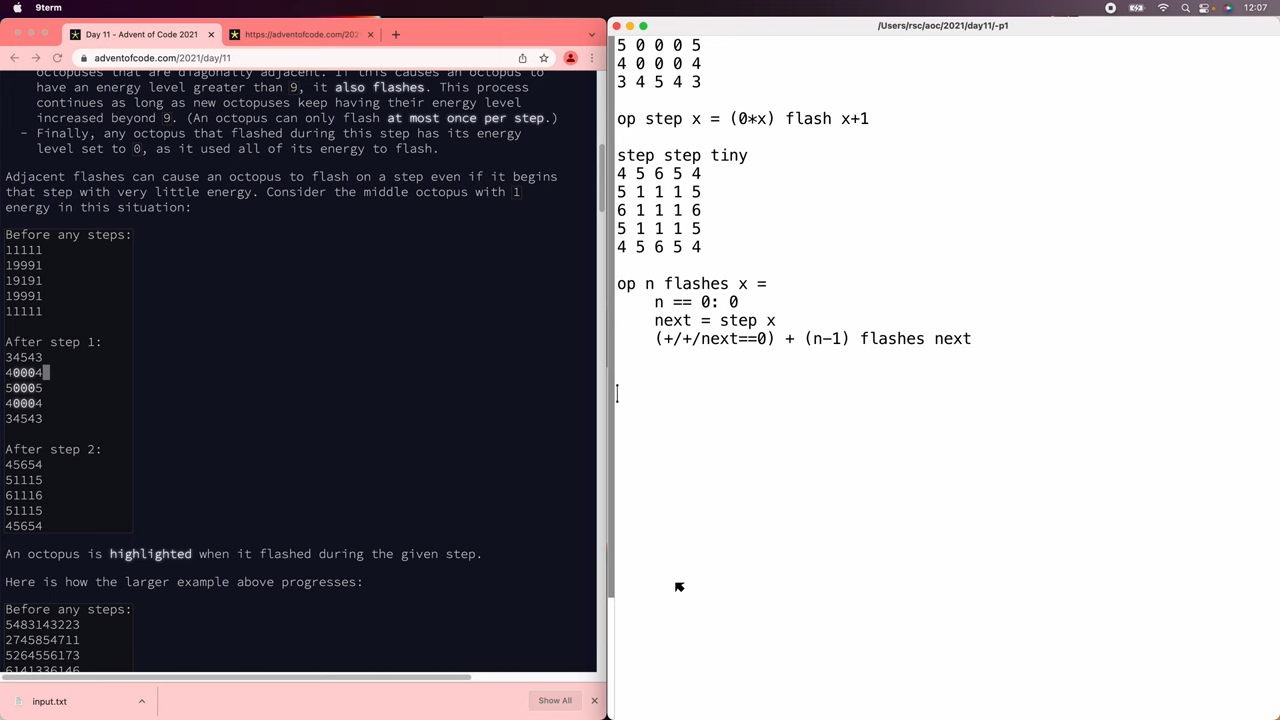 9term
12:07
Day 11 - Advent of Code 2021
https://adventofcode.com/202
adventofcode.com/2021/day/11
octopuses that are diagonally adjacent. If this causes an octopus to
have an energy level greater than 9, it also flashes. This process
continues as long as new octopuses keep having their energy level
increased beyond 9. (An octopus can only flash at most once per step.)
- Finally, any octopus that flashed during this step has its energy
level set to 0, as it used all of its energy to flash.
Adjacent flashes can cause an octopus to flash on a step even if it begins
that step with very little energy. Consider the middle octopus with 1
energy in this situation:
Before any steps:
11111
19991
19191
19991
11111
After step 1:
34543
40004
50005
40004
34543
After step 2:
45654
51115
61116
51115
45654
An octopus is highlighted when it flashed during the given step.
Here is how the larger example above progresses:
Before any steps:
5483143223
2745854711
5264556173
6141336146
input.txt
Show All
/Users/rsc/aoc/2021/day11/-p1
5 0 0 0 5
4 0 0 0 4
3 4 5 4 3
op step x = (0*x) flash x+1
step step tiny
4 5 6 5 4
5 1 1 1 5
6 1 1 1 6
5 1 1 1 5
4 5 6 5 4
op n flashes x =
n == 0: 0
next = step x
(+/+/next==0) + (n-1) flashes next